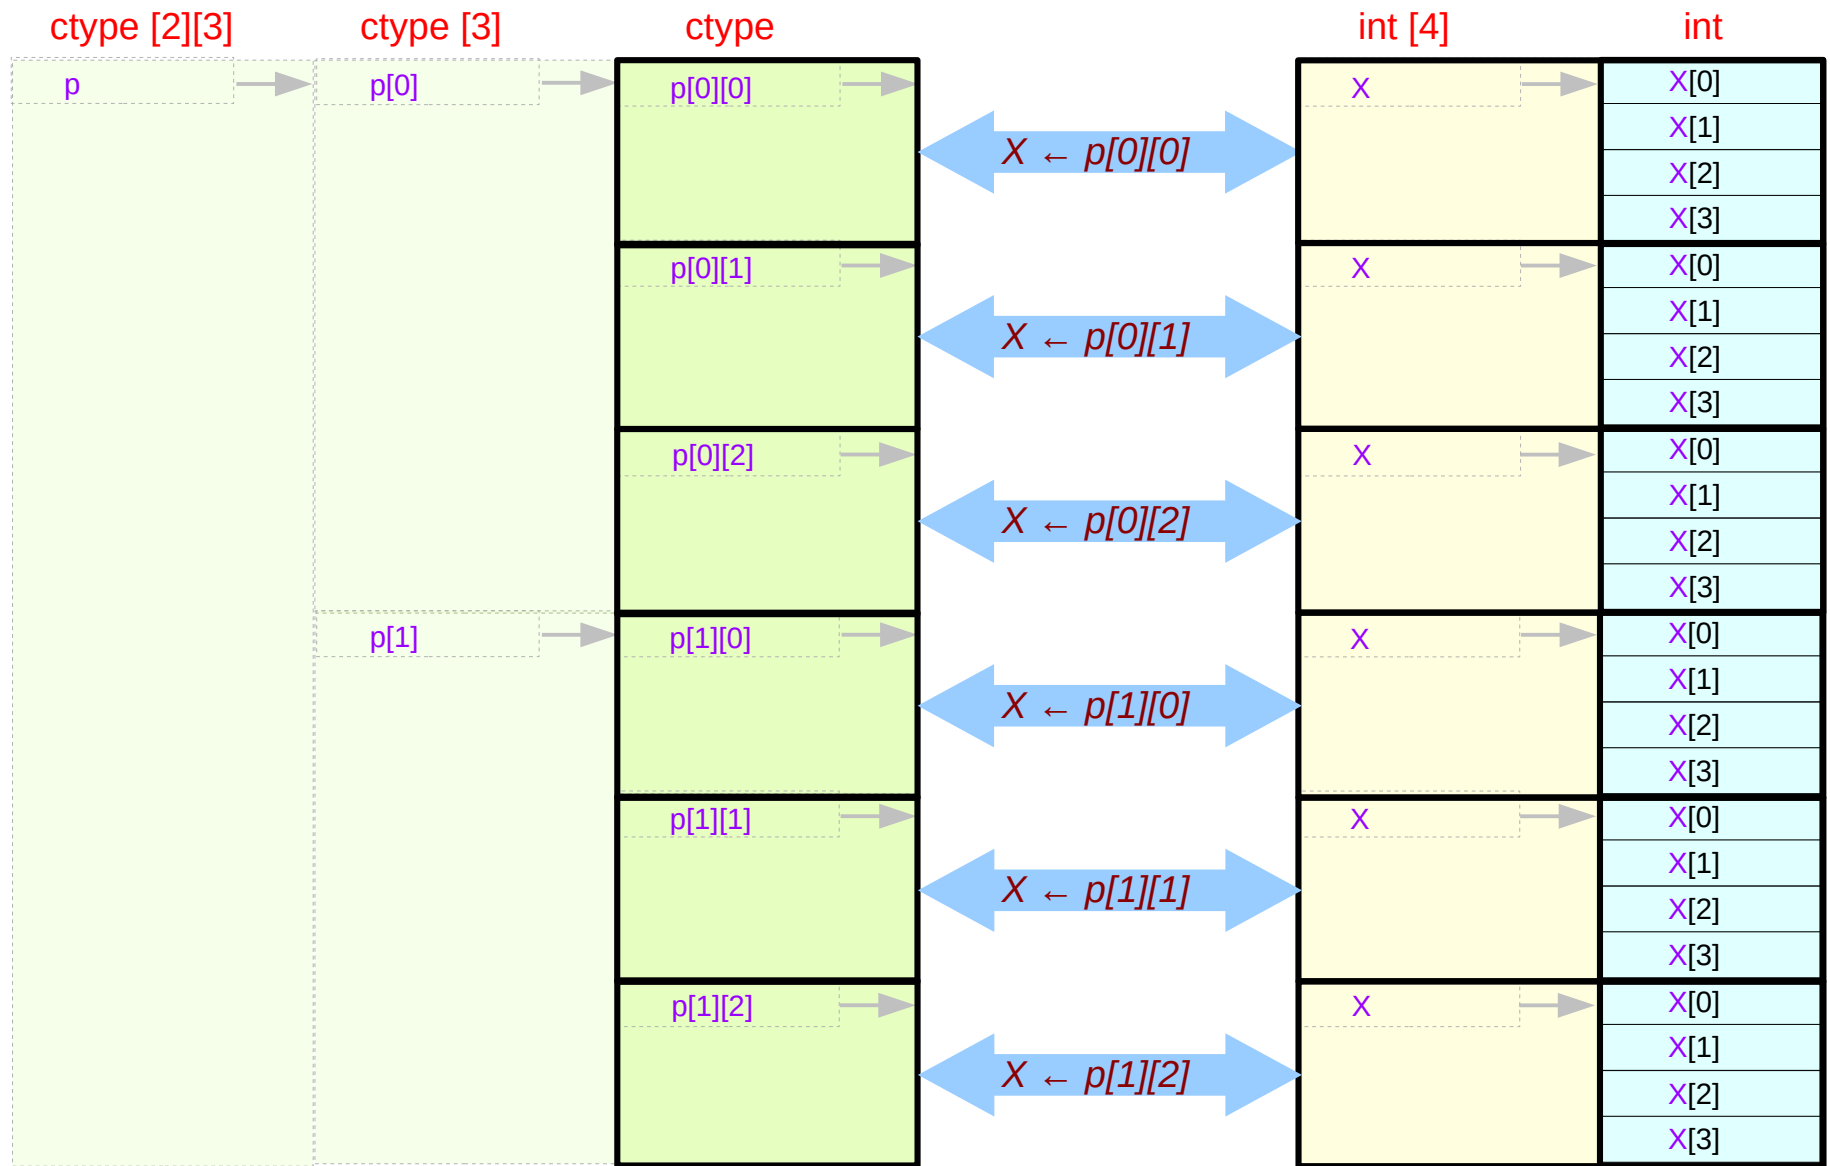 ctype [2][3] ctype [3] ctype int [4] int
p p[0] p[0][0] X X[0]
X[1]
X ← p[0][0]
X[2]
X[3]
p[0][1] X X[0]
X[1]
X ← p[0][1]
X[2]
X[3]
p[0][2] X X[0]
X[1]
X ← p[0][2]
X[2]
X[3]
p[1] p[1][0] X X[0]
X[1]
X ← p[1][0]
X[2]
X[3]
p[1][1] X X[0]
X[1]
X ← p[1][1]
X[2]
X[3]
p[1][2] X X[0]
X[1]
X ← p[1][2]
X[2]
X[3]